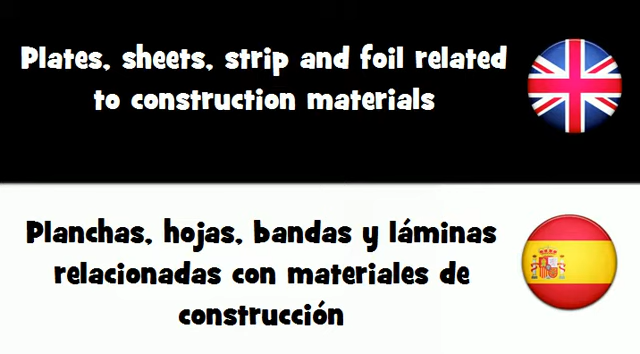 Plates, sheets, strip and foil related
to construction materials
Planchas, hojas, bandas y láminas
relacionadas con materiales de
construcción